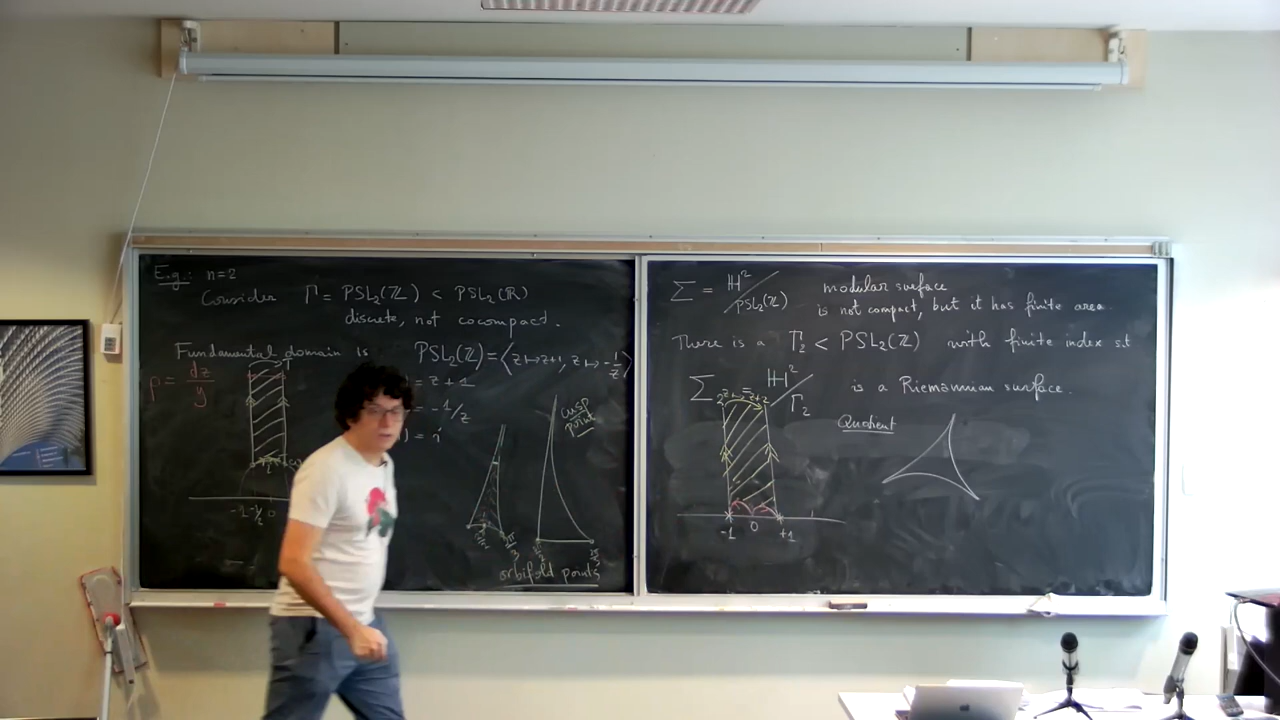 E.g.: n=2
Consider Γ = PSL₂(ℤ) < PSL₂(ℝ)
discrete, not cocompact.
Fundamental domain is PSL₂(ℤ) = ⟨z↦z+1, z↦-1/z⟩
ρ = dz/y
= z+1
= -1/z
) = i
cusp
point
-1 -1/2 0
π/2
orbifold points
Σ = ℍ²/PSL₂(ℤ) modular surface
is not compact, but it has finite area.
There is a Γ₂ < PSL₂(ℤ) with finite index s.t
Σ₂ = ℍ²/Γ₂ is a Riemannian surface.
z↦z+2
Quotient
-1 0 +1